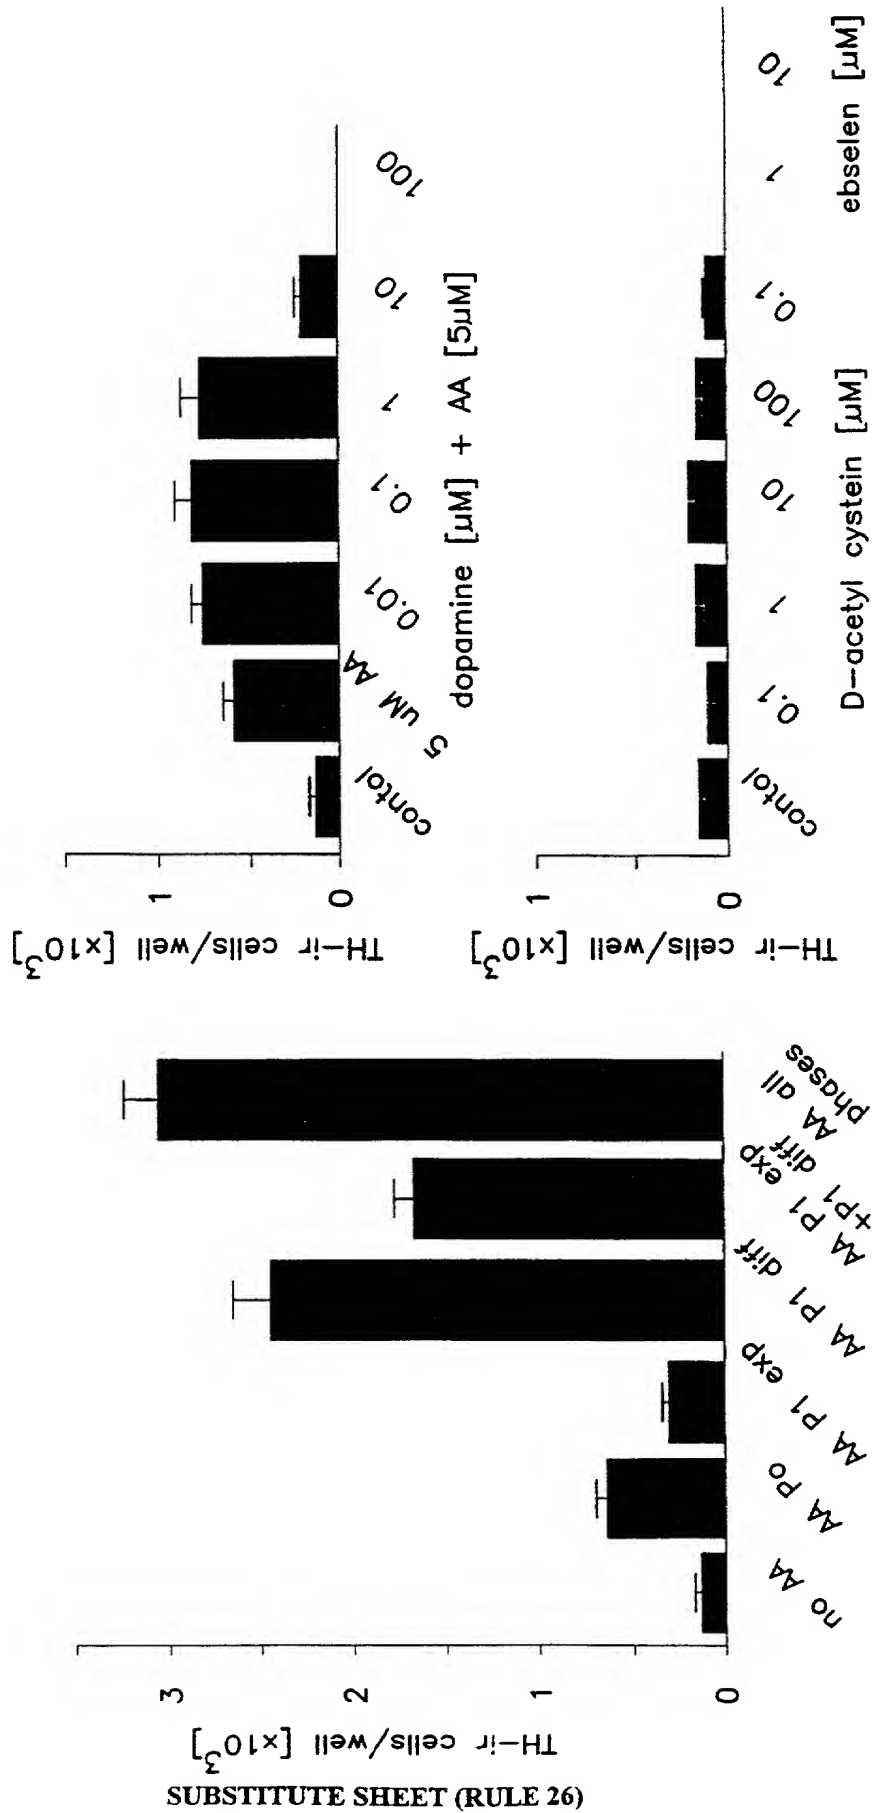 TH-ir cells/well [x10³]
3
2
1
0
no AA
AA Po
AA P1 exp
AA P1 diff
AA P1 exp
+P1 diff
AA all
phases
TH-ir cells/well [x10³]
1
0
contol
5 uM AA
0.01
0.1
1
10
100
dopamine [µM] + AA [5µM]
TH-ir cells/well [x10³]
1
0
contol
0.1
1
10
100
0.1
1
10
D-acetyl cystein [µM]
ebselen [µM]
SUBSTITUTE SHEET (RULE 26)